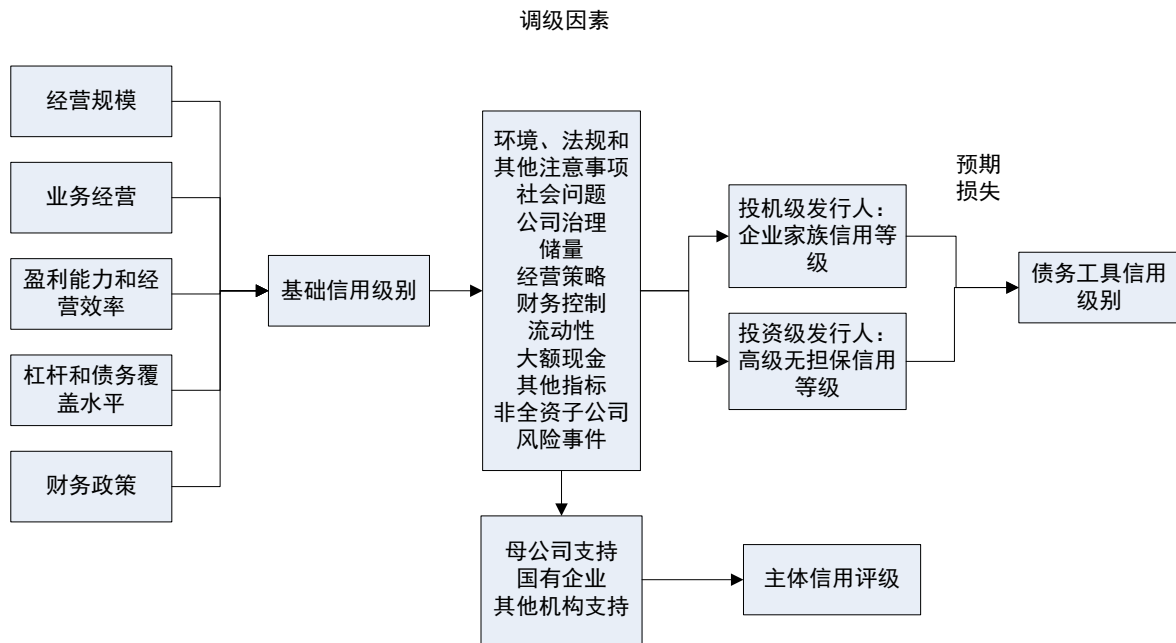 调级因素
经营规模
业务经营
盈利能力和经
营效率
杠杆和债务覆
盖水平
财务政策
基础信用级别
环境、法规和
其他注意事项
社会问题
公司治理
储量
经营策略
财务控制
流动性
大额现金
其他指标
非全资子公司
风险事件
母公司支持
国有企业
其他机构支持
投机级发行人：
企业家族信用等
级
投资级发行人：
高级无担保信用
等级
主体信用评级
预期
损失
债务工具信用
级别